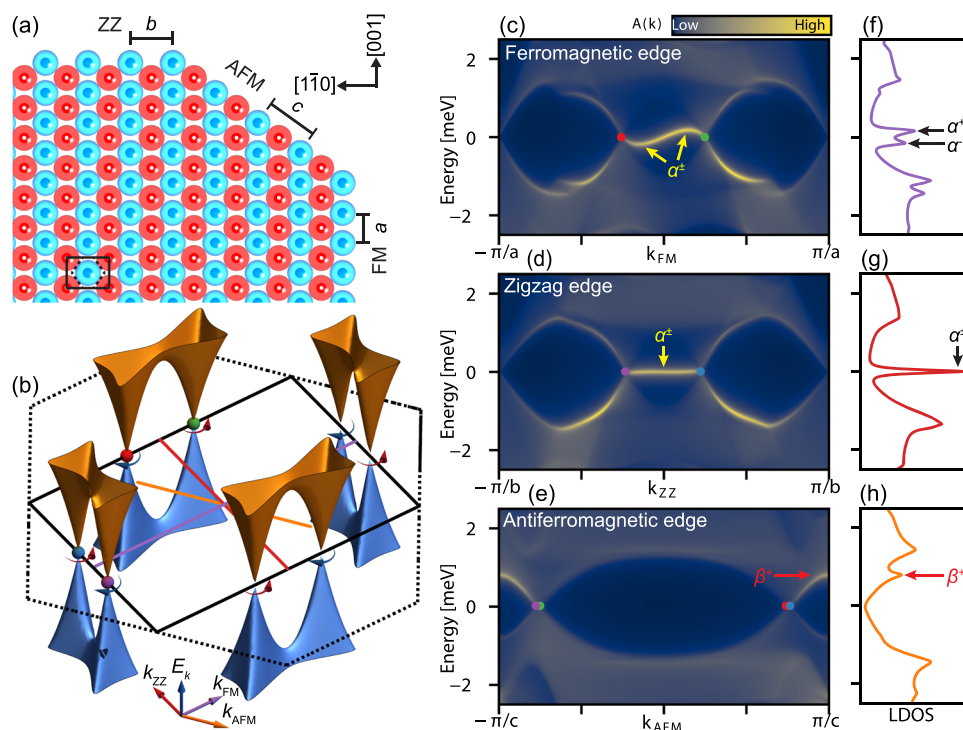 (a)
ZZ
b
AFM
c
[001]
[11̄0]
a
FM
(b)
k_ZZ
E_k
k_FM
k_AFM
A(k)
Low
High
(c)
Ferromagnetic edge
Energy [meV]
2
0
−2
α±
−π/a
k_FM
π/a
(d)
Zigzag edge
Energy [meV]
2
0
−2
α±
−π/b
k_ZZ
π/b
(e)
Antiferromagnetic edge
Energy [meV]
2
0
−2
β+
−π/c
k_AFM
π/c
(f)
α+
α-
(g)
α±
(h)
β+
LDOS